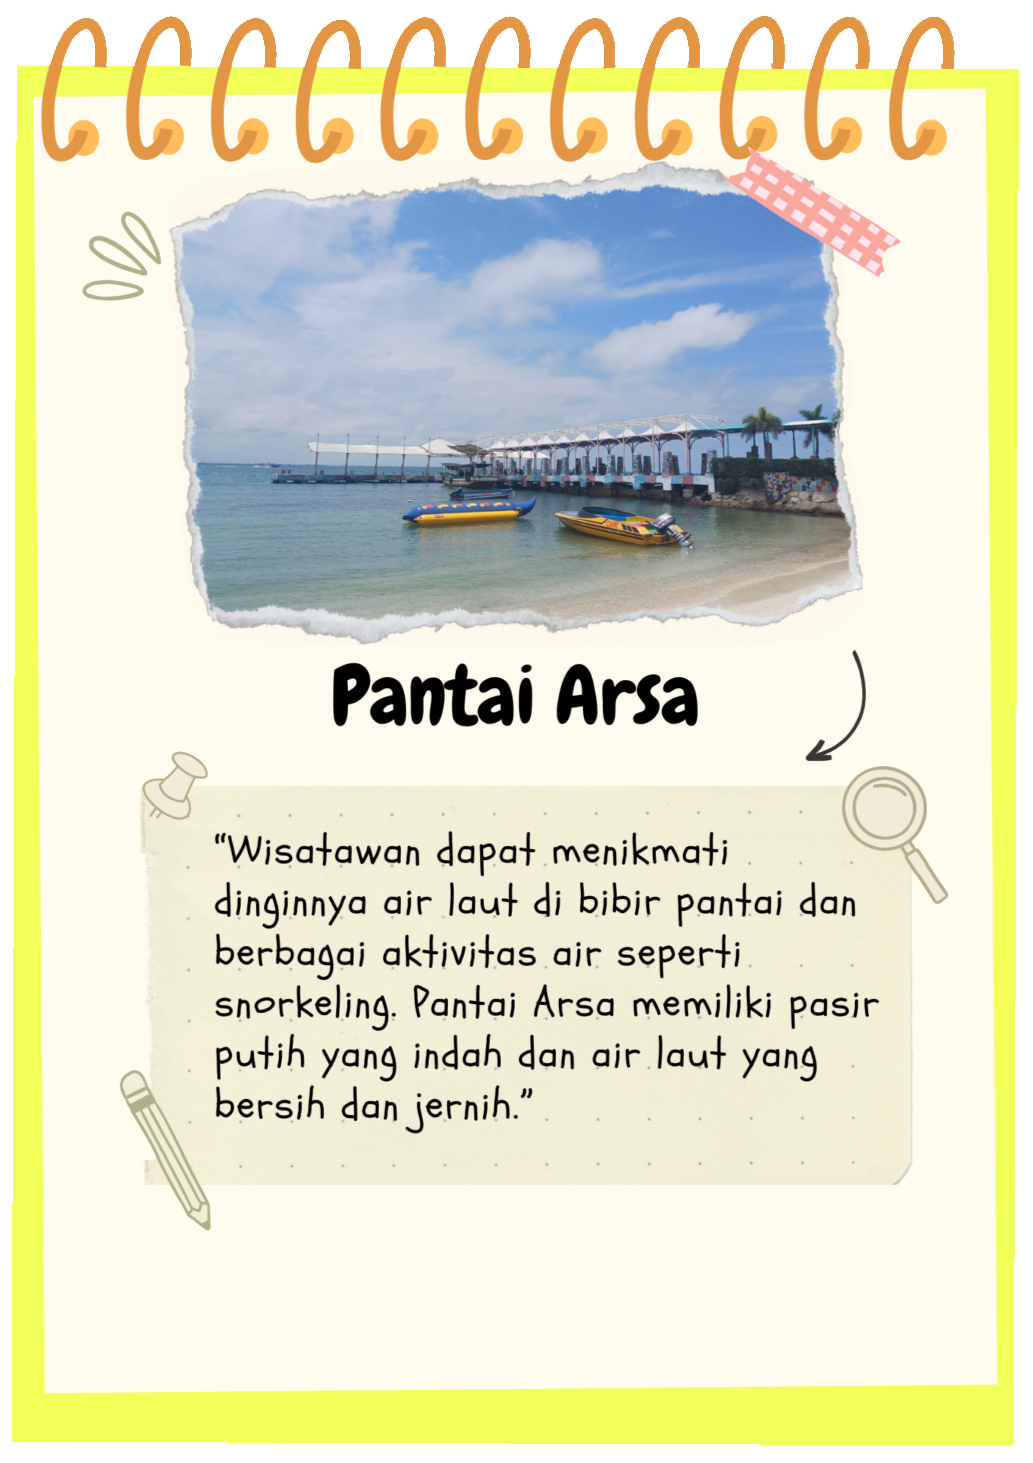 Pantai Arsa
“Wisatawan dapat menikmati
dinginnya air laut di bibir pantai dan
berbagai aktivitas air seperti
snorkeling. Pantai Arsa memiliki pasir
putih yang indah dan air laut yang
bersih dan jernih.”